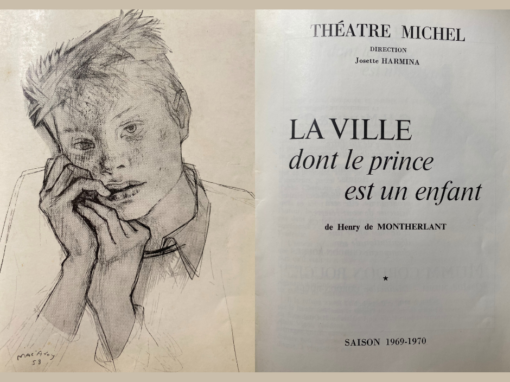 THÉATRE MICHEL
DIRECTION
Josette HARMINA
LA VILLE
dont le prince
est un enfant
de Henry de MONTHERLANT
*
SAISON 1969-1970